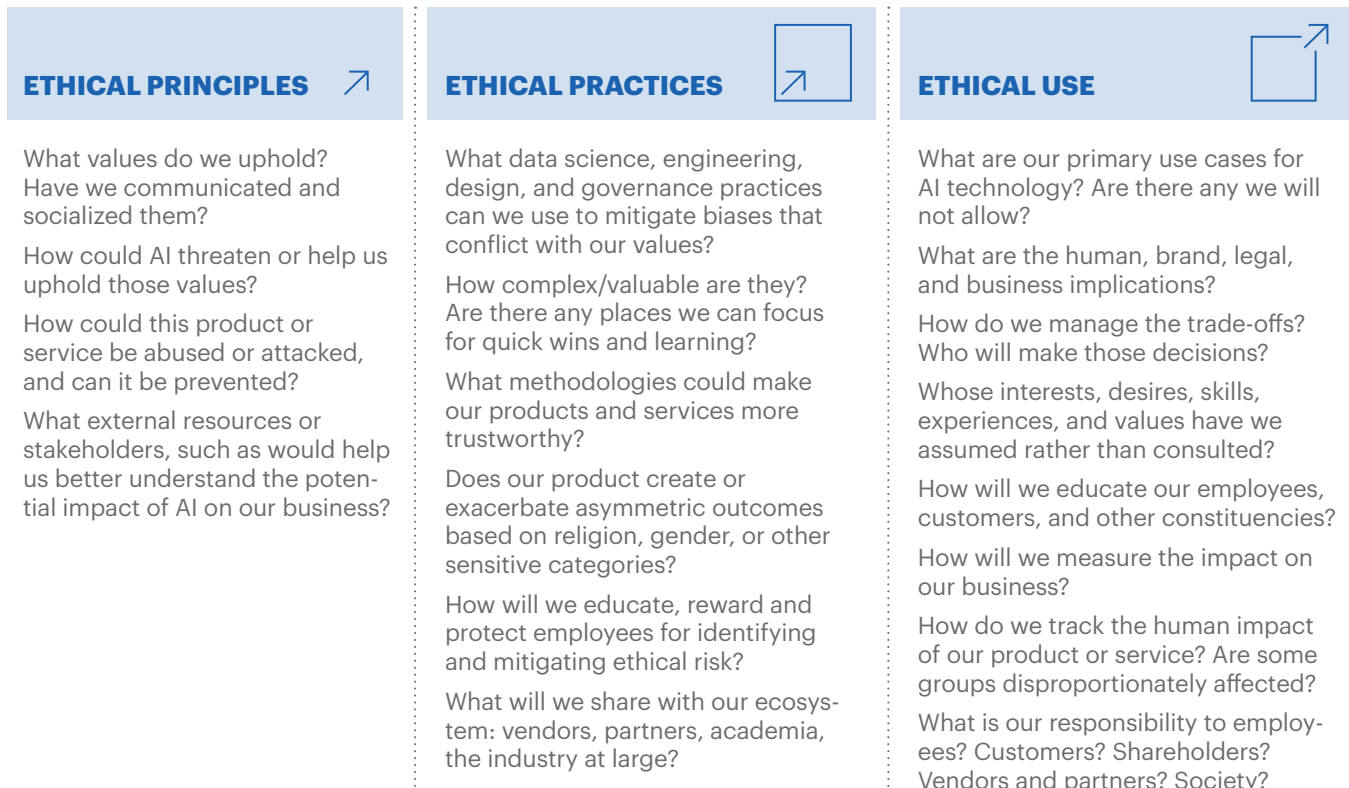 ETHICAL PRINCIPLES
What values do we uphold?
Have we communicated and
socialized them?
How could AI threaten or help us
uphold those values?
How could this product or
service be abused or attacked,
and can it be prevented?
What external resources or
stakeholders, such as would help
us better understand the poten-
tial impact of AI on our business?
ETHICAL PRACTICES
What data science, engineering,
design, and governance practices
can we use to mitigate biases that
conflict with our values?
How complex/valuable are they?
Are there any places we can focus
for quick wins and learning?
What methodologies could make
our products and services more
trustworthy?
Does our product create or
exacerbate asymmetric outcomes
based on religion, gender, or other
sensitive categories?
How will we educate, reward and
protect employees for identifying
and mitigating ethical risk?
What will we share with our ecosys-
tem: vendors, partners, academia,
the industry at large?
ETHICAL USE
What are our primary use cases for
AI technology? Are there any we will
not allow?
What are the human, brand, legal,
and business implications?
How do we manage the trade-offs?
Who will make those decisions?
Whose interests, desires, skills,
experiences, and values have we
assumed rather than consulted?
How will we educate our employees,
customers, and other constituencies?
How will we measure the impact on
our business?
How do we track the human impact
of our product or service? Are some
groups disproportionately affected?
What is our responsibility to employ-
ees? Customers? Shareholders?
Vendors and partners? Society?